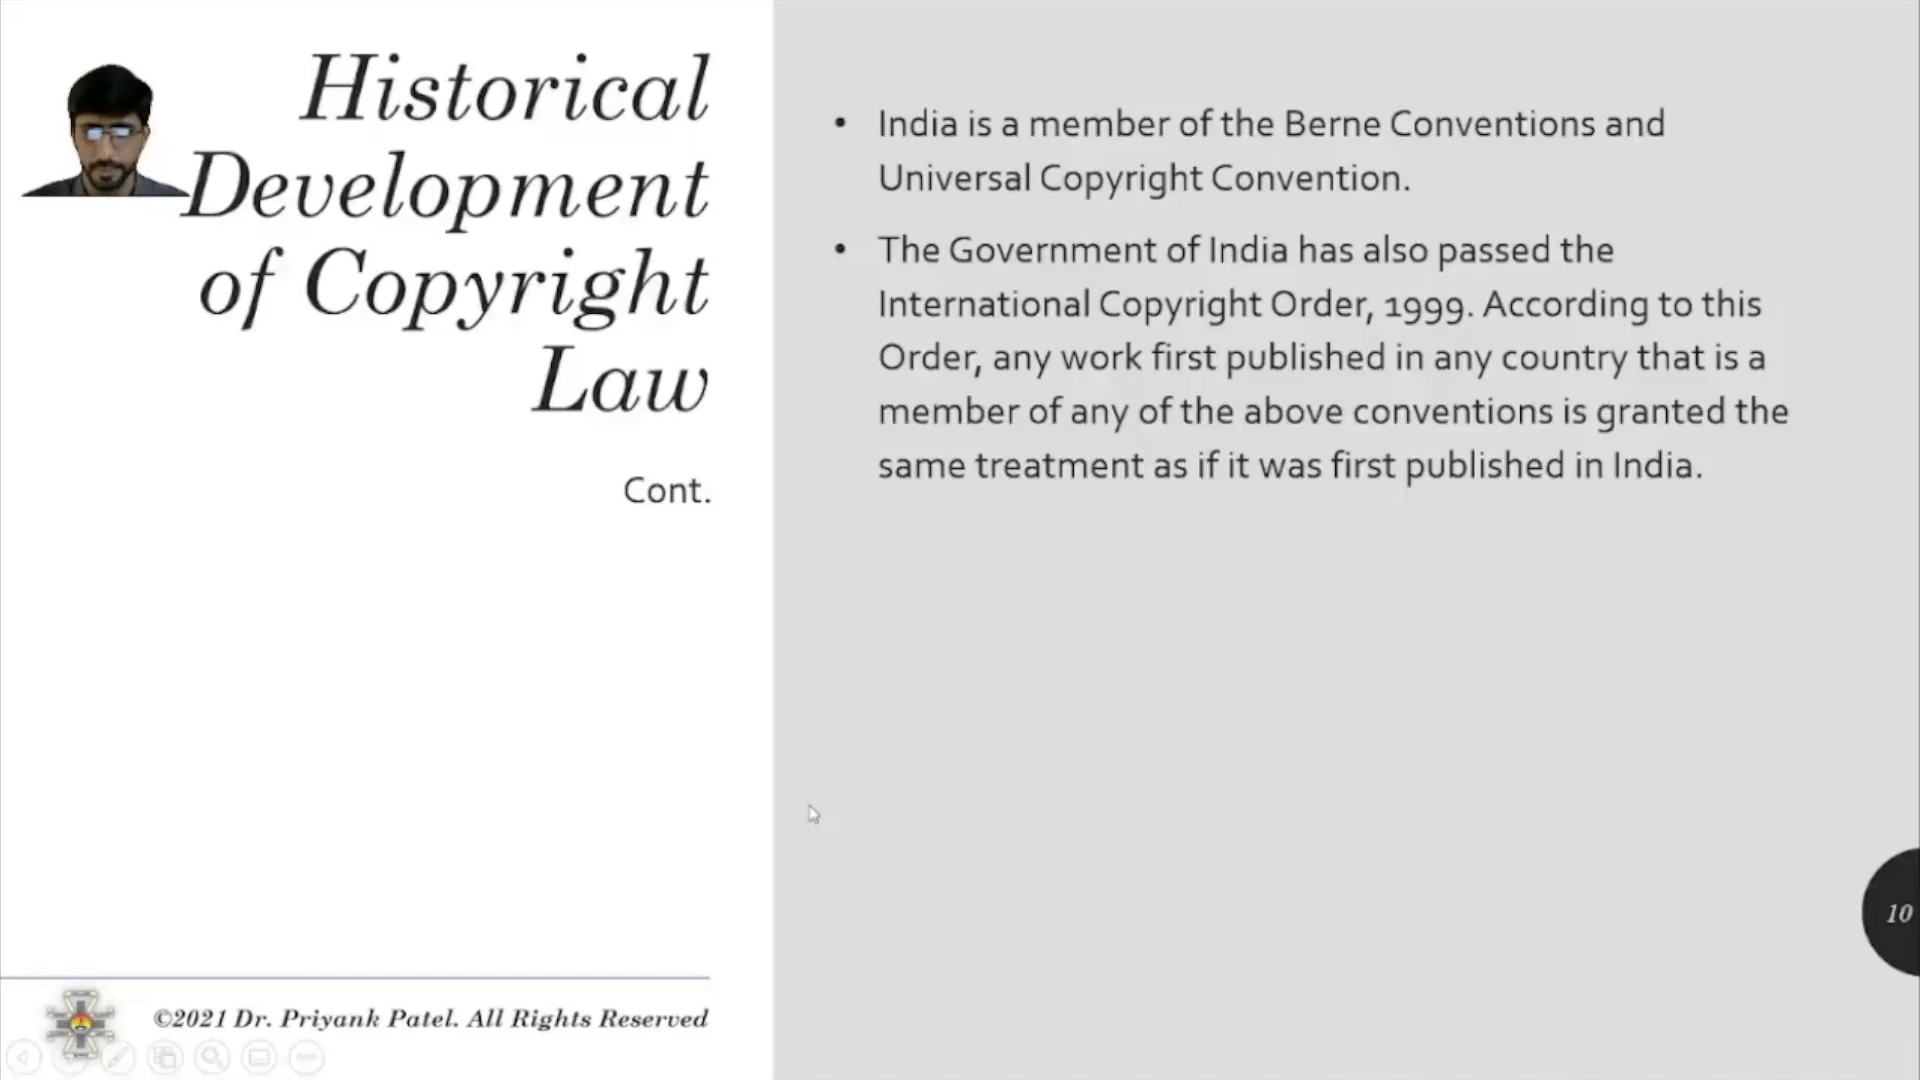 Historical
Development
of Copyright
Law
Cont.
• India is a member of the Berne Conventions and
Universal Copyright Convention.
• The Government of India has also passed the
International Copyright Order, 1999. According to this
Order, any work first published in any country that is a
member of any of the above conventions is granted the
same treatment as if it was first published in India.
10
©2021 Dr. Priyank Patel. All Rights Reserved